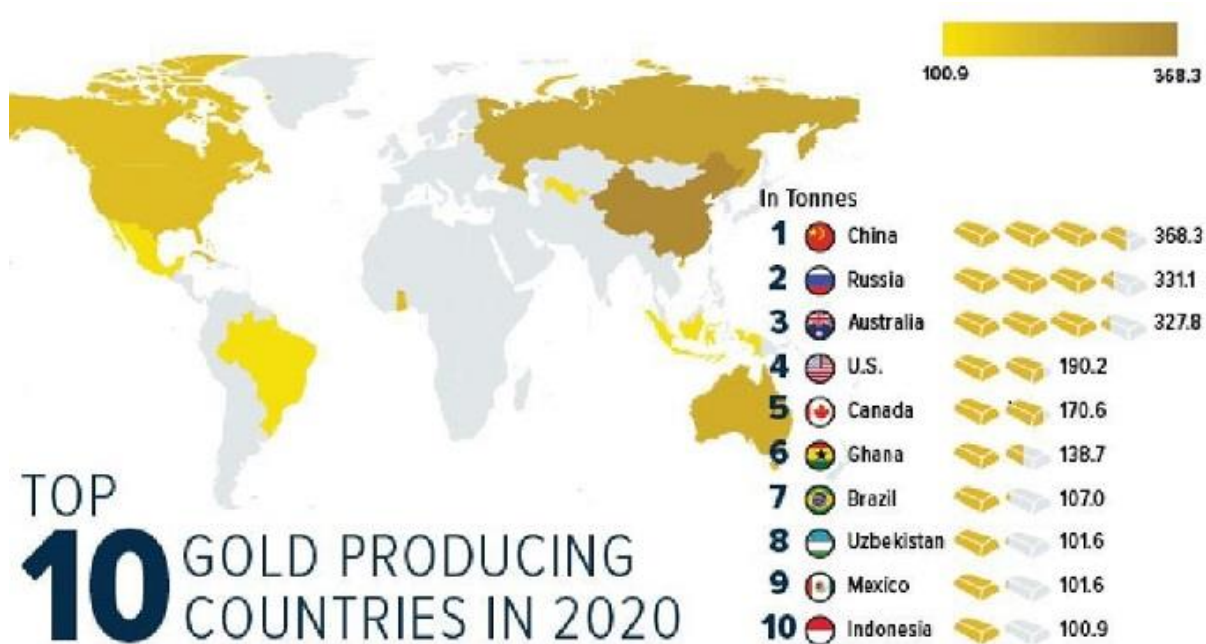 100.9 368.3
In Tonnes
1 China 368.3
2 Russia 331.1
3 Australia 327.8
4 U.S. 190.2
5 Canada 170.6
6 Ghana 138.7
7 Brazil 107.0
8 Uzbekistan 101.6
9 Mexico 101.6
10 Indonesia 100.9
TOP
10 GOLD PRODUCING
COUNTRIES IN 2020